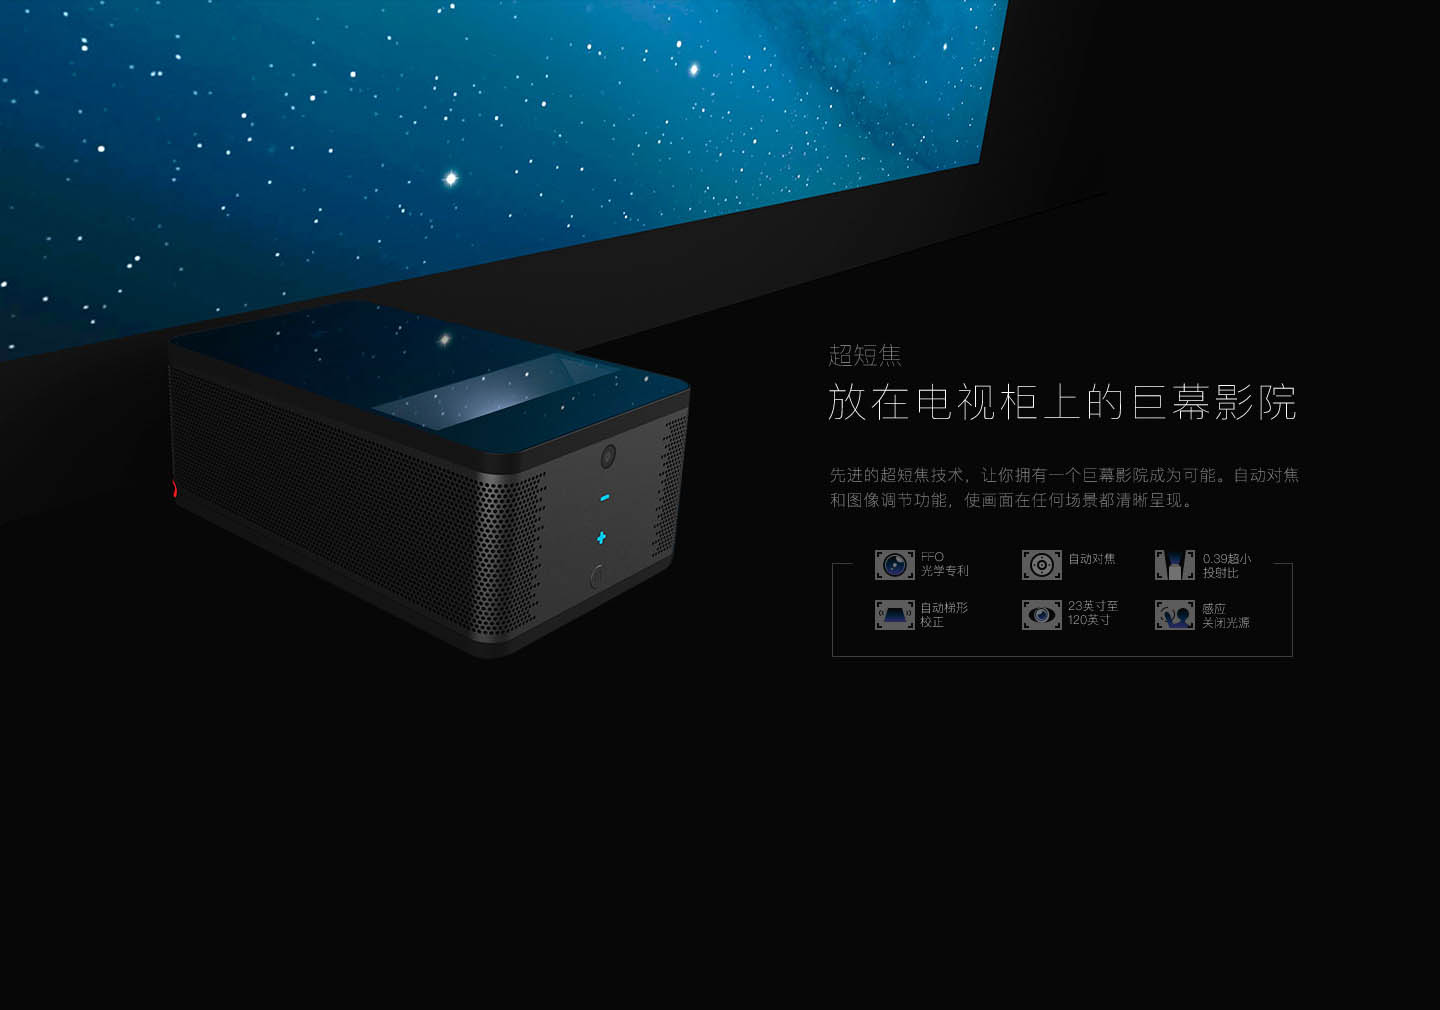 超短焦
放在电视柜上的巨幕影院
先进的超短焦技术，让你拥有一个巨幕影院成为可能。自动对焦
和图像调节功能，使画面在任何场景都清晰呈现。
FFO
光学专利
自动对焦
0.39超小
投射比
自动梯形
校正
23英寸至
120英寸
感应
关闭光源